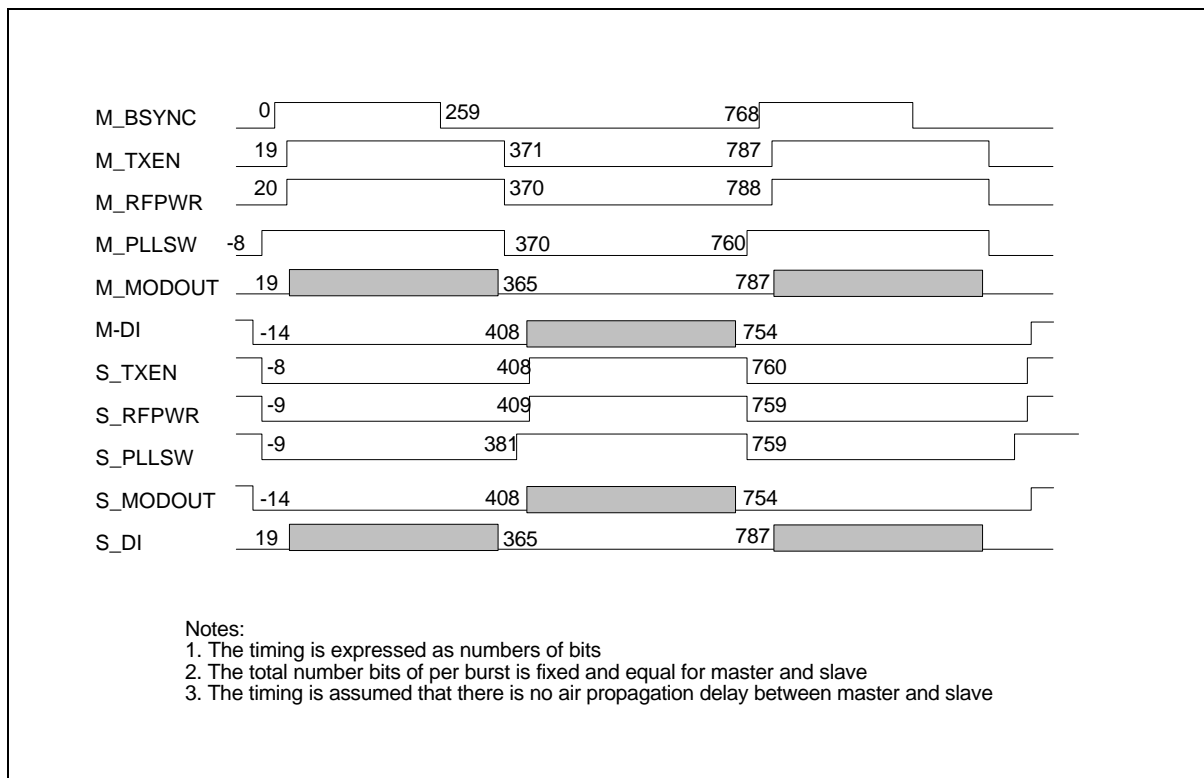 M_BSYNC 0 259 768
M_TXEN 19 371 787
M_RFPWR 20 370 788
M_PLLSW -8 370 760
M_MODOUT 19 365 787
M-DI -14 408 754
S_TXEN -8 408 760
S_RFPWR -9 409 759
S_PLLSW -9 381 759
S_MODOUT -14 408 754
S_DI 19 365 787
Notes:
1. The timing is expressed as numbers of bits
2. The total number bits of per burst is fixed and equal for master and slave
3. The timing is assumed that there is no air propagation delay between master and slave